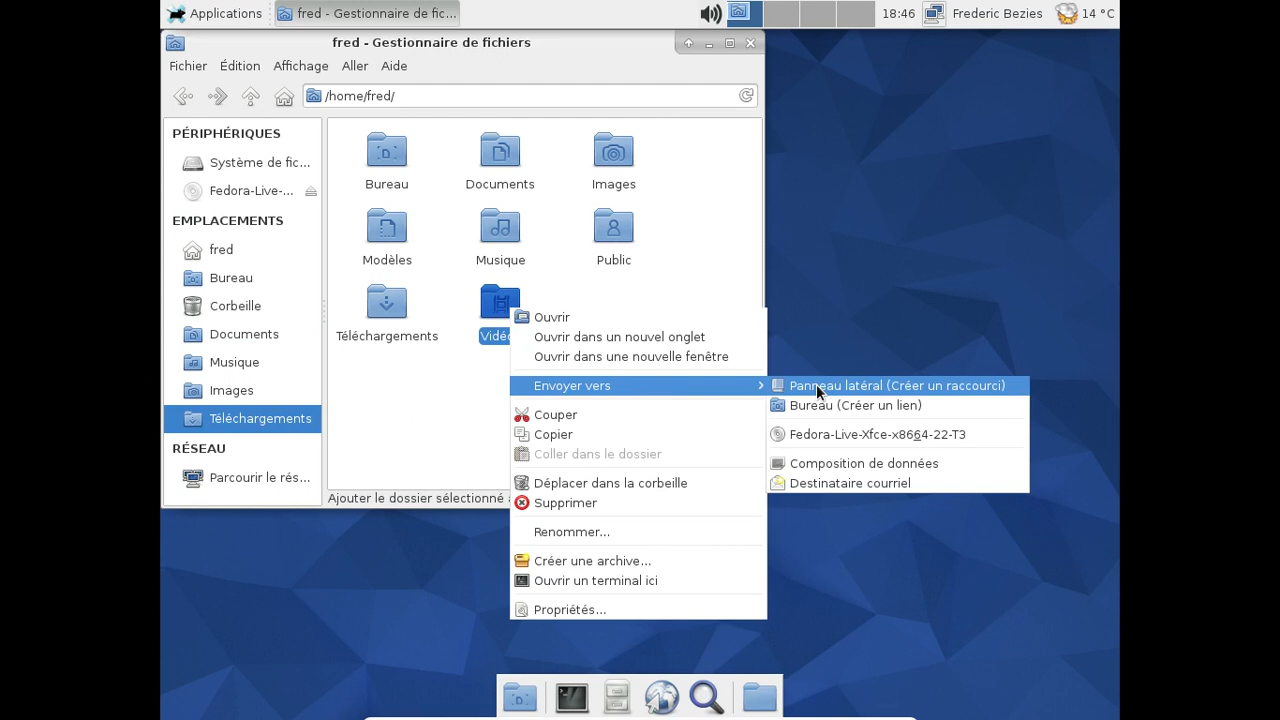 Applications
fred - Gestionnaire de fic...
18:46
Frederic Bezies
14 °C
fred - Gestionnaire de fichiers
Fichier Édition Affichage Aller Aide
/home/fred/
PÉRIPHÉRIQUES
Système de fic...
Fedora-Live-...
EMPLACEMENTS
fred
Bureau
Corbeille
Documents
Musique
Images
Téléchargements
RÉSEAU
Parcourir le rés...
Bureau Documents Images
Modèles Musique Public
Téléchargements
Ajouter le dossier sélectionné
Ouvrir
Ouvrir dans un nouvel onglet
Ouvrir dans une nouvelle fenêtre
Envoyer vers
Couper
Copier
Coller dans le dossier
Déplacer dans la corbeille
Supprimer
Renommer...
Créer une archive...
Ouvrir un terminal ici
Propriétés...
Panneau latéral (Créer un raccourci)
Bureau (Créer un lien)
Fedora-Live-Xfce-x8664-22-T3
Composition de données
Destinataire courriel